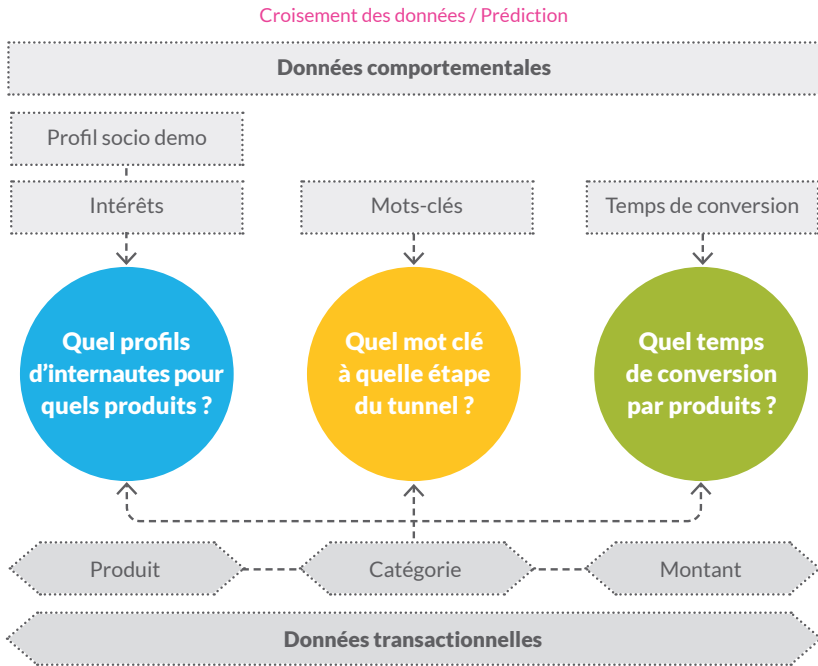 Croisement des données / Prédiction
Données comportementales
Profil socio demo
Intérêts
Mots-clés
Temps de conversion
Quel profils
d'internautes pour
quels produits ?
Quel mot clé
à quelle étape
du tunnel ?
Quel temps
de conversion
par produits ?
Produit
Catégorie
Montant
Données transactionnelles